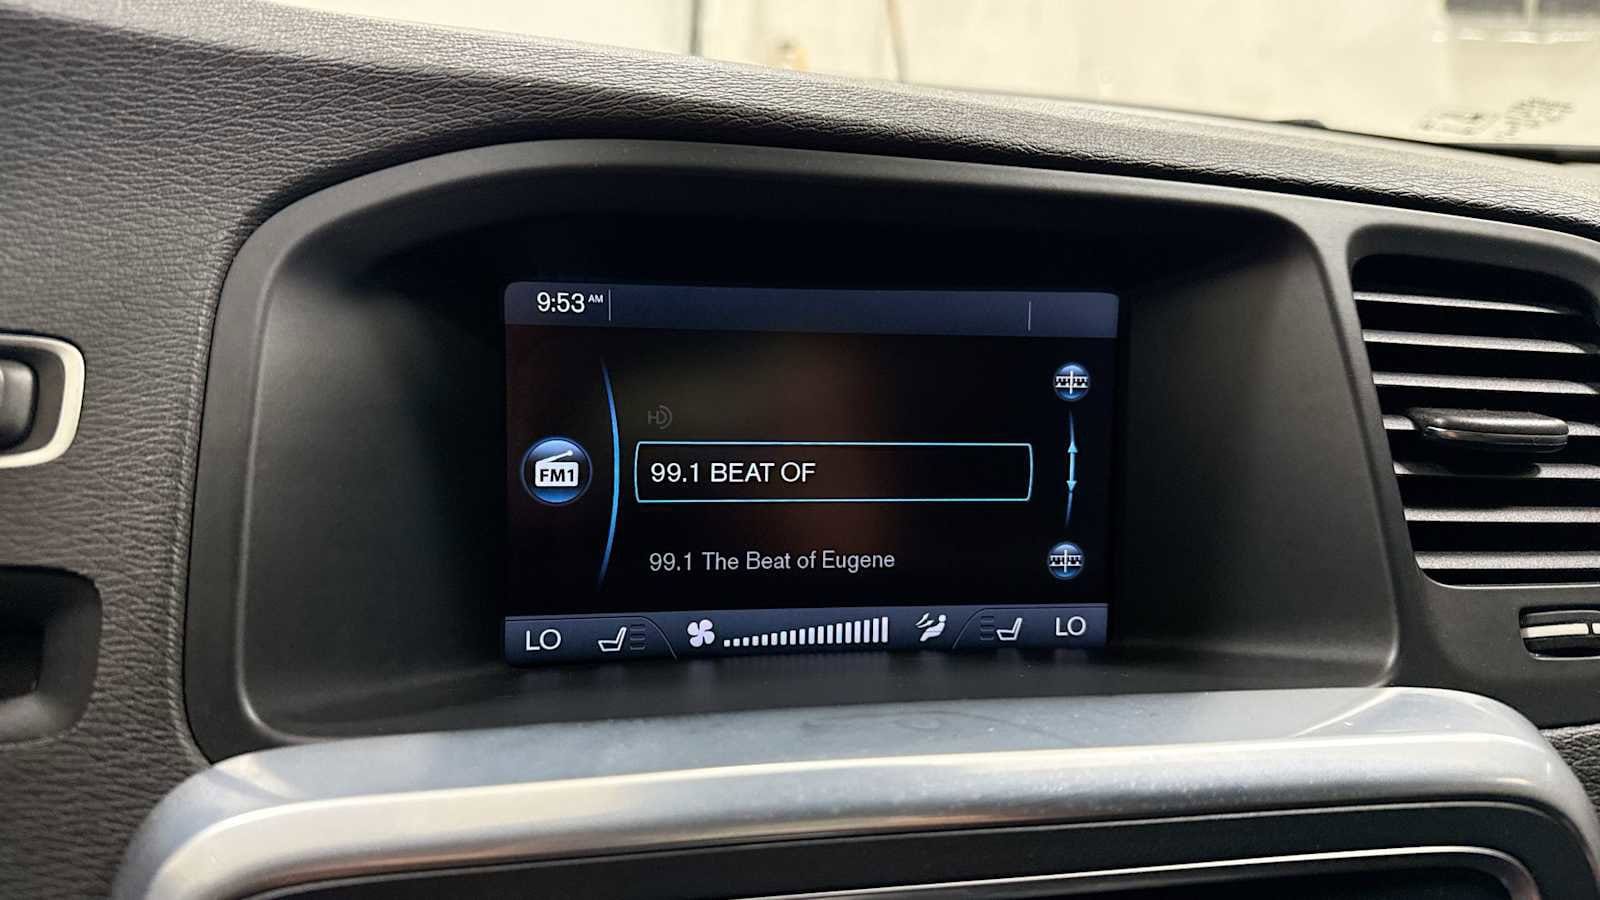 9:53 AM
HD
99.1 BEAT OF
FM1
99.1 The Beat of Eugene
LO LO